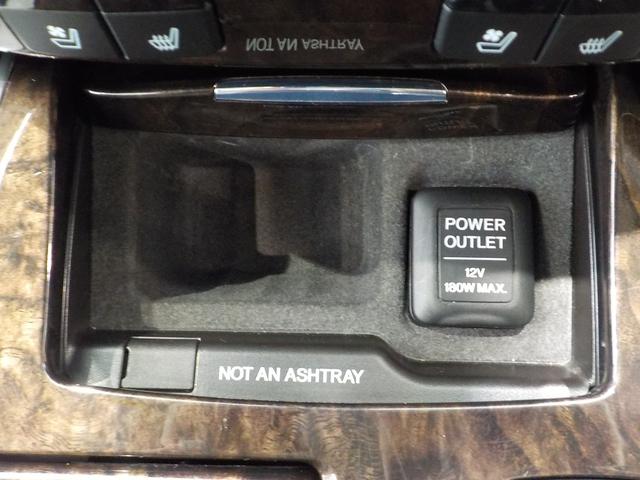 NOT AN ASHTRAY
POWER
OUTLET
12V
180W MAX.
NOT AN ASHTRAY